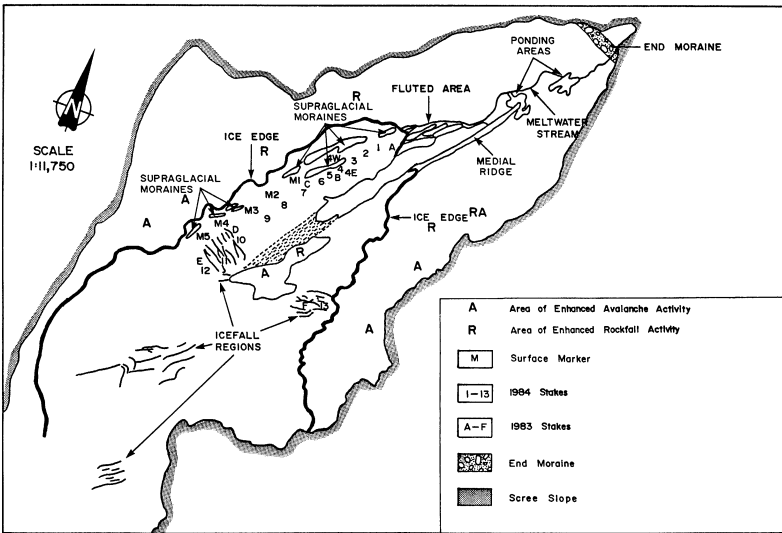 PONDING
AREAS
END MORAINE
R
FLUTED AREA
SUPRAGLACIAL
MORAINES
MELTWATER
STREAM
N
SCALE
1:11,750
ICE EDGE
R
1
A
2
4W
3
4
4E
5
B
M1
C
6
7
MEDIAL
RIDGE
SUPRAGLACIAL
MORAINES
A
A
M2
8
M3
9
M4
M5
D
10
E
12
ICE EDGE
RA
R
R
A
A
F
13
A
ICEFALL
REGIONS
A Area of Enhanced Avalanche Activity
R Area of Enhanced Rockfall Activity
M Surface Marker
1-13 1984 Stakes
A-F 1983 Stakes
End Moraine
Scree Slope